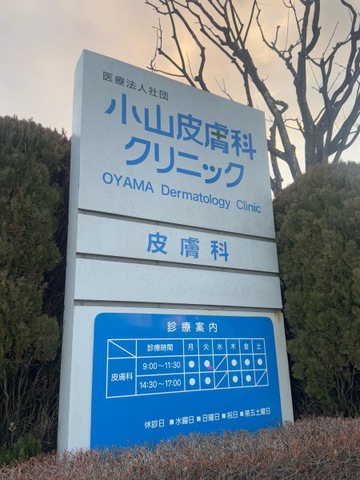 医療法人社団
小山皮膚科
クリニック
OYAMA Dermatology Clinic
皮膚科
診療案内
診療時間 月 火 水 木 金 土
皮膚科 9:00〜11:30 ● ● ／ ● ● ●
14:30〜17:00 ● ● ／ ● ● ／
休診日 ■水曜日 ■日曜日 ■祝日 ■第五土曜日